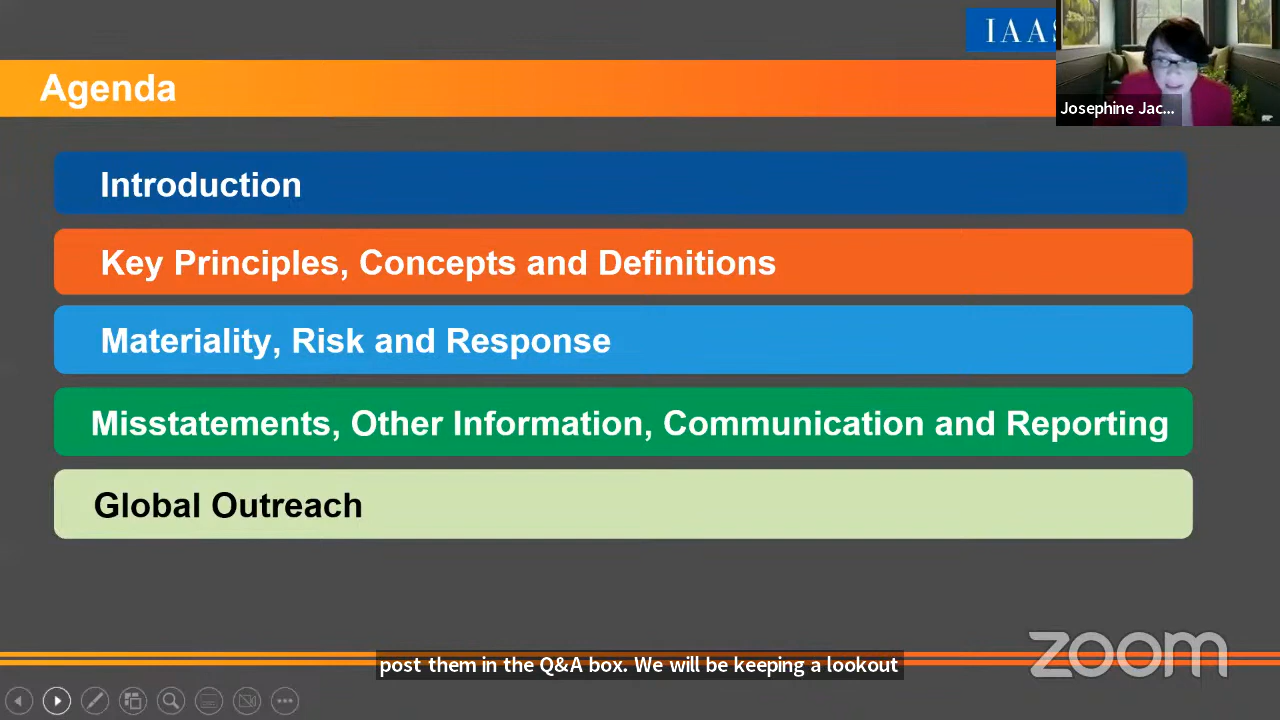 IAAS
Agenda
Josephine Jac...
Introduction
Key Principles, Concepts and Definitions
Materiality, Risk and Response
Misstatements, Other Information, Communication and Reporting
Global Outreach
zoom
post them in the Q&A box. We will be keeping a lookout